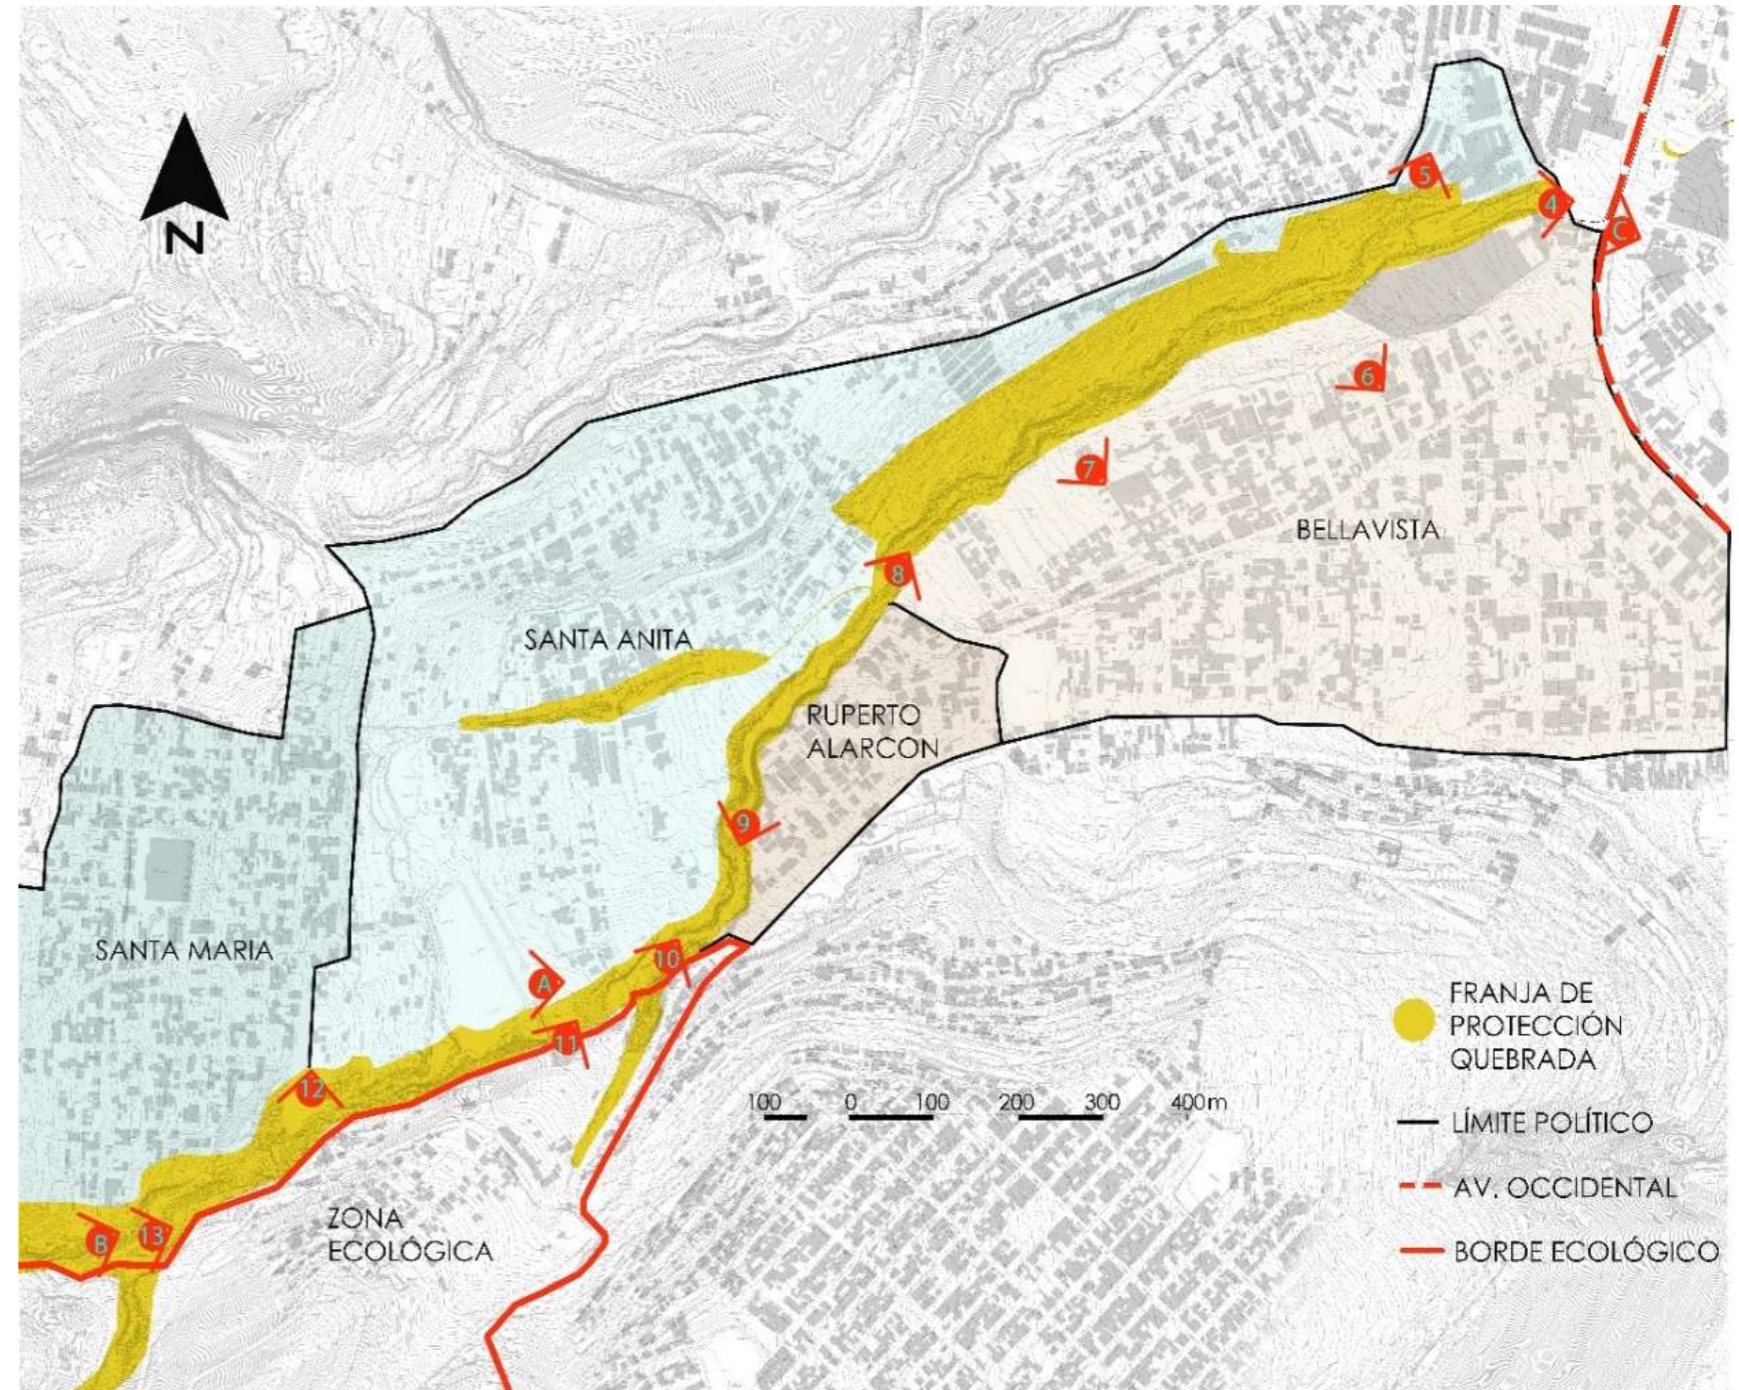 N
5
4
C
6
7
BELLAVISTA
8
SANTA ANITA
RUPERTO
ALARCON
9
SANTA MARIA
10
A
11
12
FRANJA DE
PROTECCIÓN
QUEBRADA
100 0 100 200 300 400m
LÍMITE POLÍTICO
AV. OCCIDENTAL
ZONA
ECOLÓGICA
B
13
BORDE ECOLÓGICO